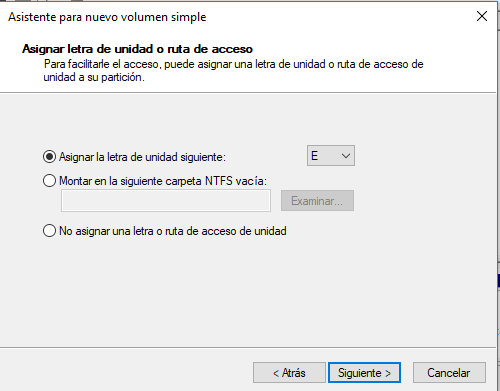 Asistente para nuevo volumen simple
Asignar letra de unidad o ruta de acceso
Para facilitarle el acceso, puede asignar una letra de unidad o ruta de acceso de
unidad a su partición.
Asignar la letra de unidad siguiente:
E
Montar en la siguiente carpeta NTFS vacía:
Examinar...
No asignar una letra o ruta de acceso de unidad
< Atrás
Siguiente >
Cancelar